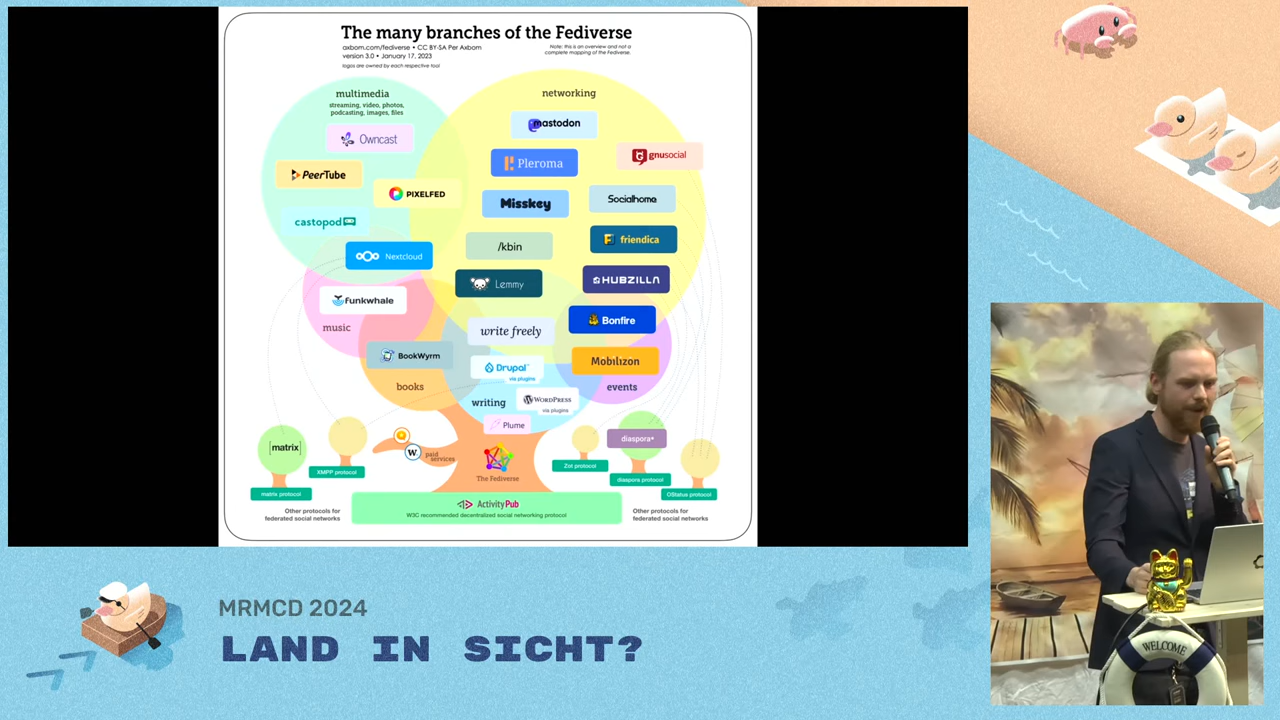 The many branches of the Fediverse
axbom.com/fediverse • CC BY-SA Per Axbom
version 3.0 • January 17, 2023
logos are owned by each respective tool
Note: this is an overview and not a
complete mapping of the Fediverse.
multimedia
streaming, video, photos,
podcasting, images, files
Owncast
PeerTube
PIXELFED
castopod
Nextcloud
networking
mastodon
gnusocial
Pleroma
Misskey
Socialhome
/kbin
friendica
Lemmy
HUBZILLA
Bonfire
funkwhale
music
write freely
BookWyrm
books
Drupal
via plugins
Mobilizon
events
writing
WORDPRESS
via plugins
Plume
[matrix]
matrix protocol
XMPP protocol
W.
paid
services
The Fediverse
Zot protocol
diaspora*
diaspora protocol
OStatus protocol
Other protocols for
federated social networks
ActivityPub
W3C recommended decentralised social networking protocol
Other protocols for
federated social networks
MRMCD 2024
LAND IN SICHT?
WELCOME